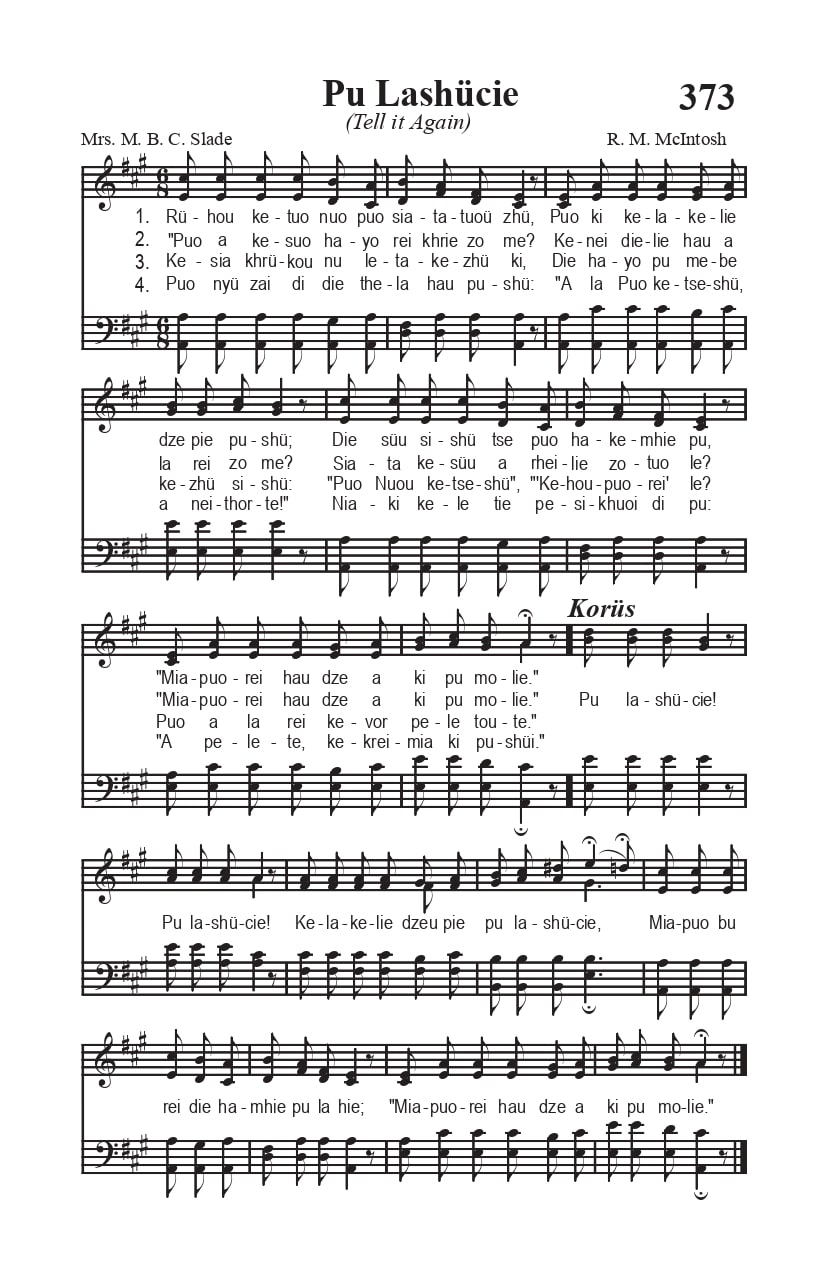 Pu Lashücie 373
(Tell it Again)
Mrs. M. B. C. Slade R. M. McIntosh
1. Rü - hou ke - tuo nuo puo sia - ta - tuoü zhü, Puo ki ke - la - ke - lie
2. "Puo a ke - suo ha - yo rei khrie zo me? Ke - nei die - lie hau a
3. Ke - sia khrü - kou nu le - ta - ke - zhü ki, Die ha - yo pu me - be
4. Puo nyü zai di die the - la hau pu - shü: "A la Puo ke - tse - shü,
dze pie pu - shü; Die süu si - shü tse puo ha - ke - mhie pu,
la rei zo me? Sia - ta ke - süu a rhei - lie zo - tuo le?
ke - zhü si - shü: "Puo Nuou ke - tse - shü", "'Ke - hou - puo - rei' le?
a nei - thor - te!" Nia - ki ke - le tie pe - si - khuoi di pu:
Korüs
"Mia - puo - rei hau dze a ki pu mo - lie."
"Mia - puo - rei hau dze a ki pu mo - lie." Pu la - shü - cie!
Puo a la rei ke - vor pe - le tou - te."
"A pe - le - te, ke - krei - mia ki pu - shüi."
Pu la - shü - cie! Ke - la - ke - lie dzeu pie pu la - shü - cie, Mia - puo bu
rei die ha - mhie pu la hie; "Mia - puo - rei hau dze a ki pu mo - lie."